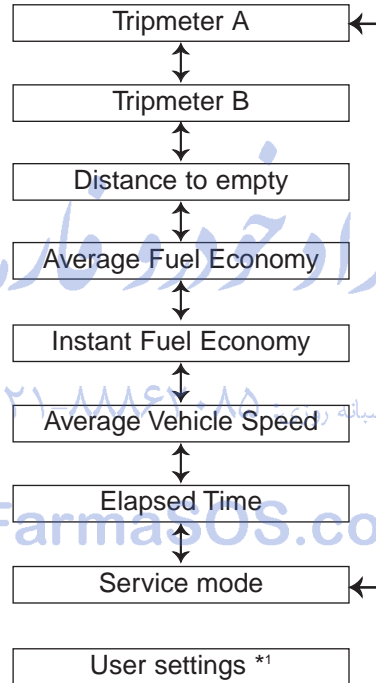 Tripmeter A
Tripmeter B
Distance to empty
Average Fuel Economy
Instant Fuel Economy
Average Vehicle Speed
Elapsed Time
FarmaSOS.co
Service mode
User settings *1